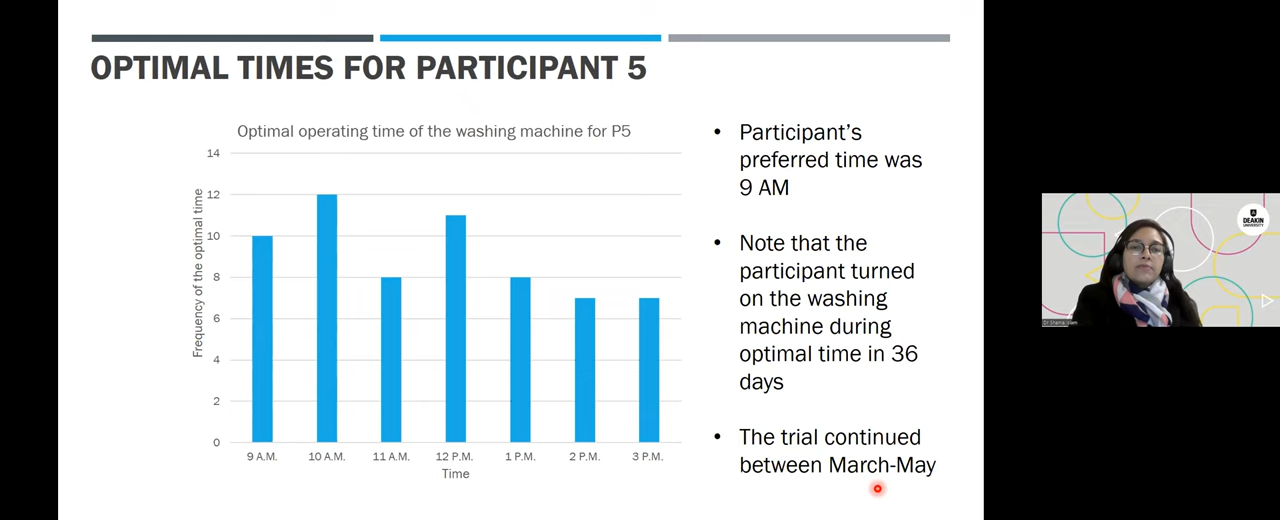 OPTIMAL TIMES FOR PARTICIPANT 5
Optimal operating time of the washing machine for P5
Frequency of the optimal time
14
12
10
8
6
4
2
0
9 A.M. 10 A.M. 11 A.M. 12 P.M. 1 P.M. 2 P.M. 3 P.M.
Time
• Participant's
preferred time was
9 AM
• Note that the
participant turned
on the washing
machine during
optimal time in 36
days
• The trial continued
between March-May
DEAKIN
UNIVERSITY